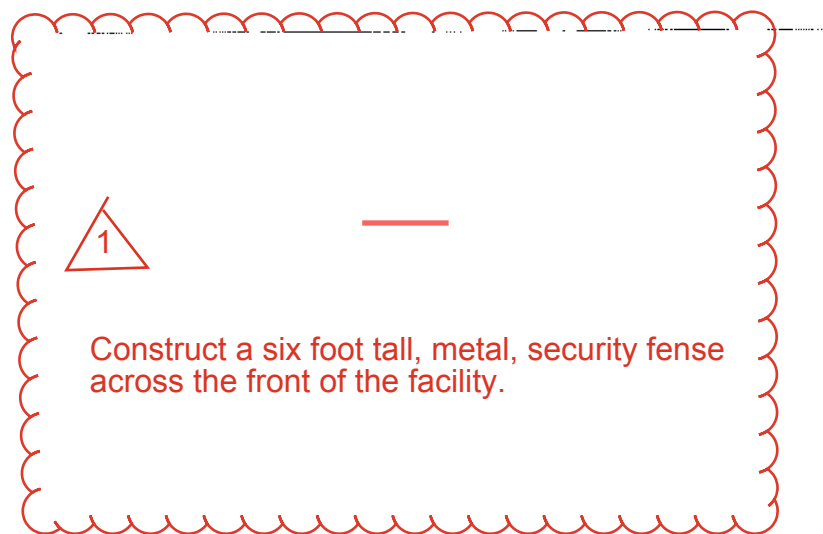 1
Construct a six foot tall, metal, security fense
across the front of the facility.